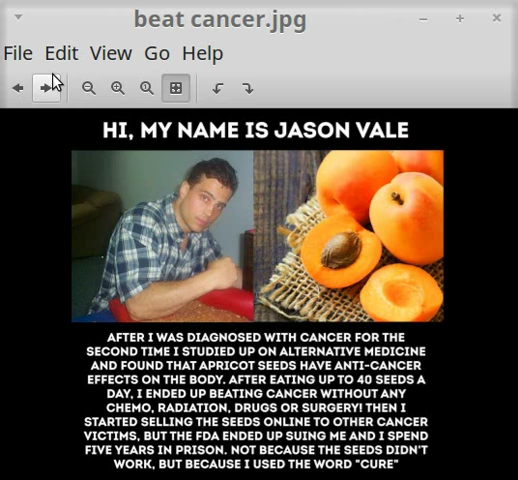 beat cancer.jpg
File Edit View Go Help
HI, MY NAME IS JASON VALE
AFTER I WAS DIAGNOSED WITH CANCER FOR THE
SECOND TIME I STUDIED UP ON ALTERNATIVE MEDICINE
AND FOUND THAT APRICOT SEEDS HAVE ANTI-CANCER
EFFECTS ON THE BODY. AFTER EATING UP TO 40 SEEDS A
DAY, I ENDED UP BEATING CANCER WITHOUT ANY
CHEMO, RADIATION, DRUGS OR SURGERY! THEN I
STARTED SELLING THE SEEDS ONLINE TO OTHER CANCER
VICTIMS, BUT THE FDA ENDED UP SUING ME AND I SPEND
FIVE YEARS IN PRISON. NOT BECAUSE THE SEEDS DIDN'T
WORK, BUT BECAUSE I USED THE WORD "CURE"